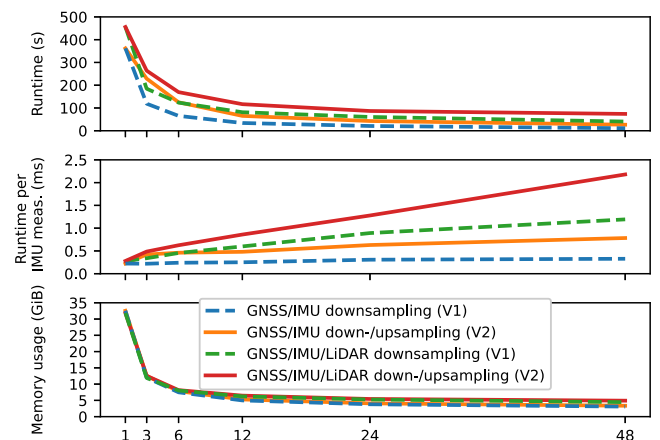 500
400
300
200
100
0
Runtime (s)
2.5
2.0
1.5
1.0
0.5
0.0
Runtime per
IMU meas. (ms)
35
30
25
20
15
10
5
0
Memory usage (GiB)
GNSS/IMU downsampling (V1)
GNSS/IMU down-/upsampling (V2)
GNSS/IMU/LiDAR downsampling (V1)
GNSS/IMU/LiDAR down-/upsampling (V2)
1 3 6 12 24 48